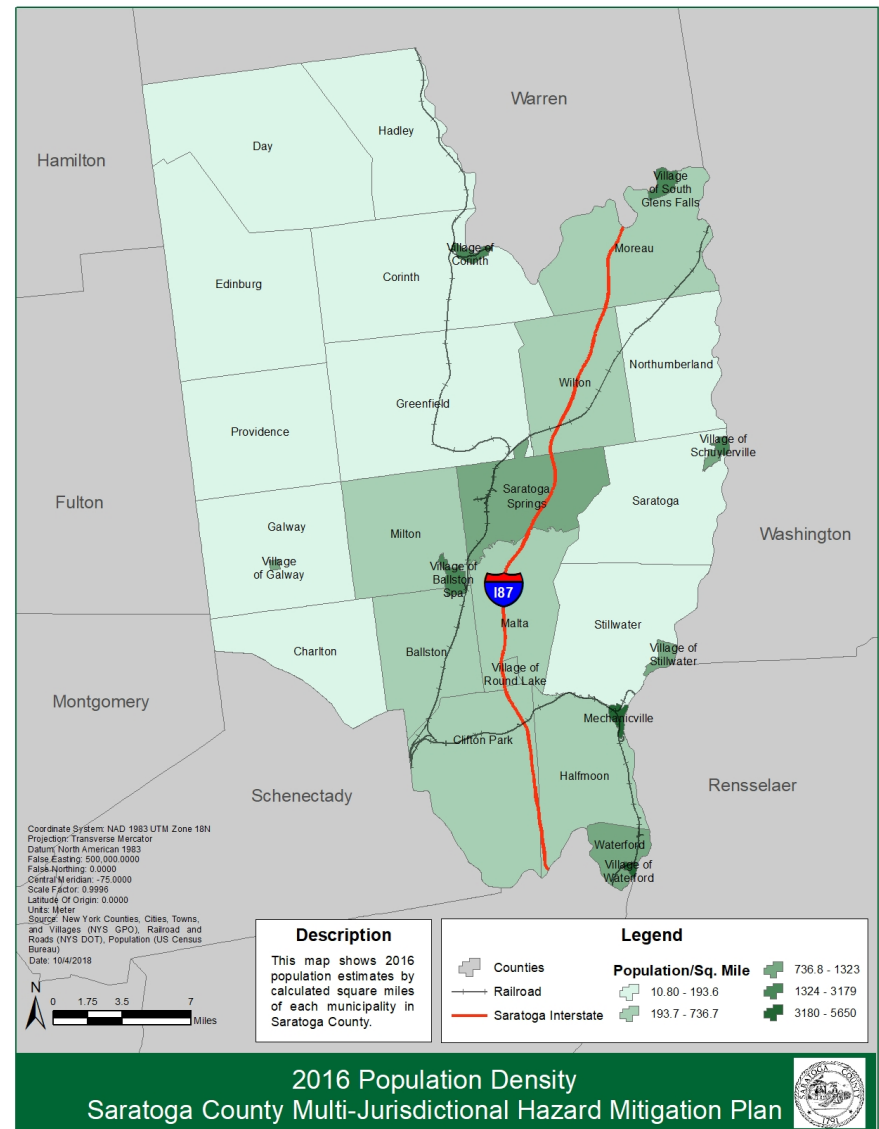 Warren
Hamilton
Hadley
Day
Village
of South
Glens Falls
Moreau
Village of
Corinth
Corinth
Edinburg
Northumberland
Wilton
Greenfield
Providence
Village of
Schuylerville
Saratoga
Springs
Saratoga
Fulton
Galway
Milton
Washington
Village
of Galway
Village of
Ballston
Spa
I87
Malta
Stillwater
Charlton
Ballston
Village of
Stillwater
Village of
Round Lake
Montgomery
Mechanicville
Clifton Park
Halfmoon
Rensselaer
Schenectady
Waterford
Village of
Waterford
Coordinate System: NAD 1983 UTM Zone 18N
Projection: Transverse Mercator
Datum: North American 1983
False Easting: 500,000.0000
False Northing: 0.0000
Central Meridian: -75.0000
Scale Factor: 0.9996
Latitude Of Origin: 0.0000
Units: Meter
Source: New York Counties, Cities, Towns,
and Villages (NYS GPO), Railroad and
Roads (NYS DOT), Population (US Census
Bureau)
Date: 10/4/2018
N
0 1.75 3.5 7
Miles
Description
This map shows 2016
population estimates by
calculated square miles
of each municipality in
Saratoga County.
Legend
Counties
Railroad
Saratoga Interstate
Population/Sq. Mile
10.80 - 193.6
193.7 - 736.7
736.8 - 1323
1324 - 3179
3180 - 5650
2016 Population Density
Saratoga County Multi-Jurisdictional Hazard Mitigation Plan
SARATOGA COUNTY
1791